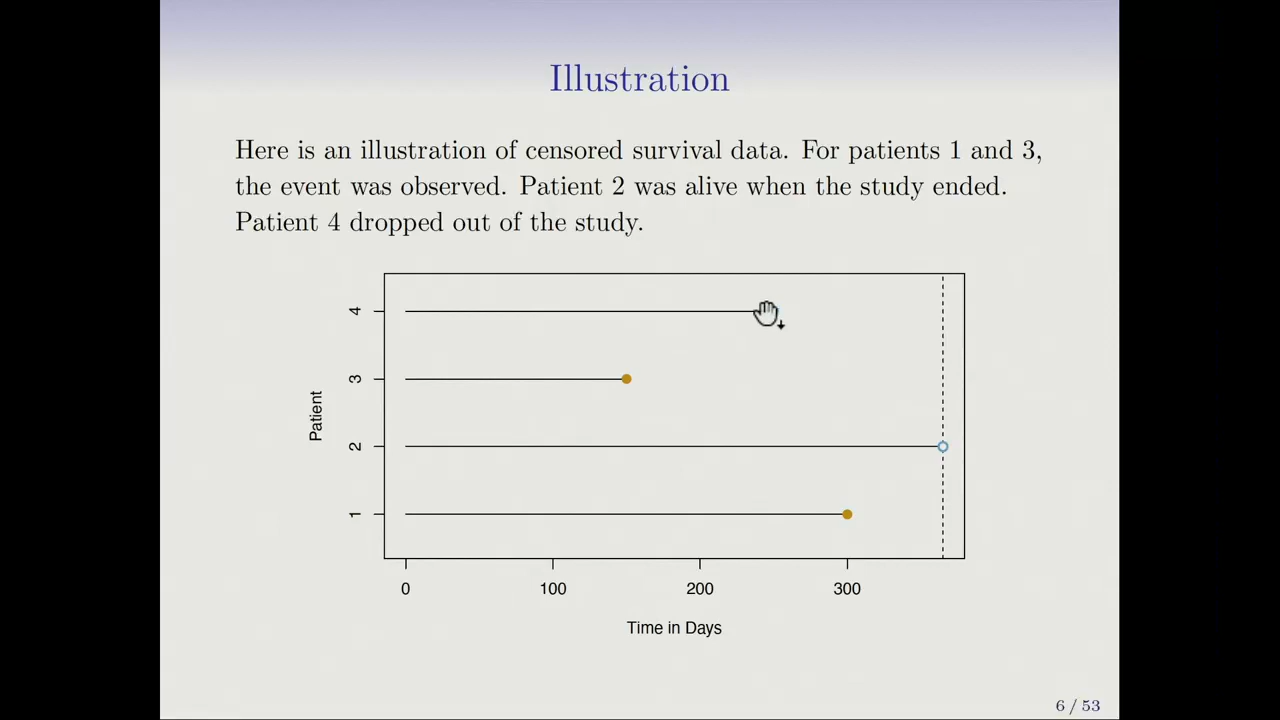 Illustration
Here is an illustration of censored survival data. For patients 1 and 3,
the event was observed. Patient 2 was alive when the study ended.
Patient 4 dropped out of the study.
4
3
2
1
Patient
0 100 200 300
Time in Days
6 / 53